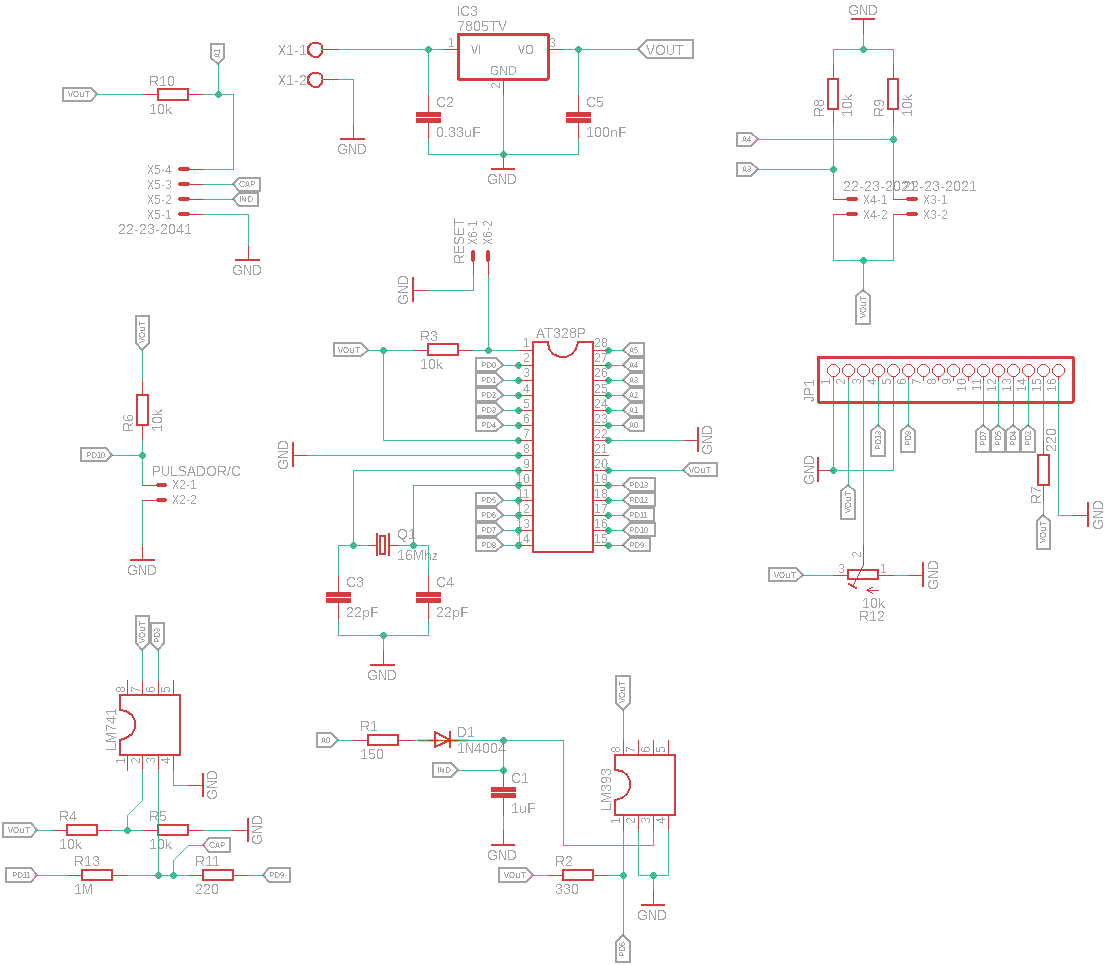 IC3
7805TV
X1-1
1
VI
VO
3
VOUT
GND
2
X1-2
C2
0.33uF
C5
100nF
GND
GND
A1
VOuT
R10
10k
X5-4
X5-3
CAP
X5-2
IND
X5-1
22-23-2041
GND
GND
R8
10k
R9
10k
A4
A3
22-23-2021
22-23-2021
X4-1
X3-1
X4-2
X3-2
VOuT
RESET
X6-1
X6-2
GND
VOuT
R3
10k
AT328P
1
28
A5
PD0
2
27
A4
PD1
3
26
A3
PD2
4
25
A2
PD3
5
24
A1
PD4
6
23
A0
7
22
GND
GND
8
21
9
20
VOuT
10
19
PD13
PD5
11
18
PD12
PD6
12
17
PD11
PD7
13
16
PD10
PD8
14
15
PD9
Q1
16Mhz
C3
22pF
C4
22pF
GND
VOuT
R6
10k
PD10
PULSADOR/C
X2-1
X2-2
GND
JP1
1
2
3
4
5
6
7
8
9
10
11
12
13
14
15
16
PD13
PD8
PD7
PD5
PD4
PD2
220
GND
VOuT
R7
GND
VOuT
VOuT
3
2
1
GND
10k
R12
VOuT
PD3
8
7
6
5
LM741
1
2
3
4
GND
VOuT
R4
10k
R5
10k
GND
CAP
PD11
R13
1M
R11
220
PD9
A0
R1
150
D1
1N4004
IND
C1
1uF
GND
VOuT
8
7
6
5
LM393
1
2
3
4
VOuT
R2
330
GND
PD6